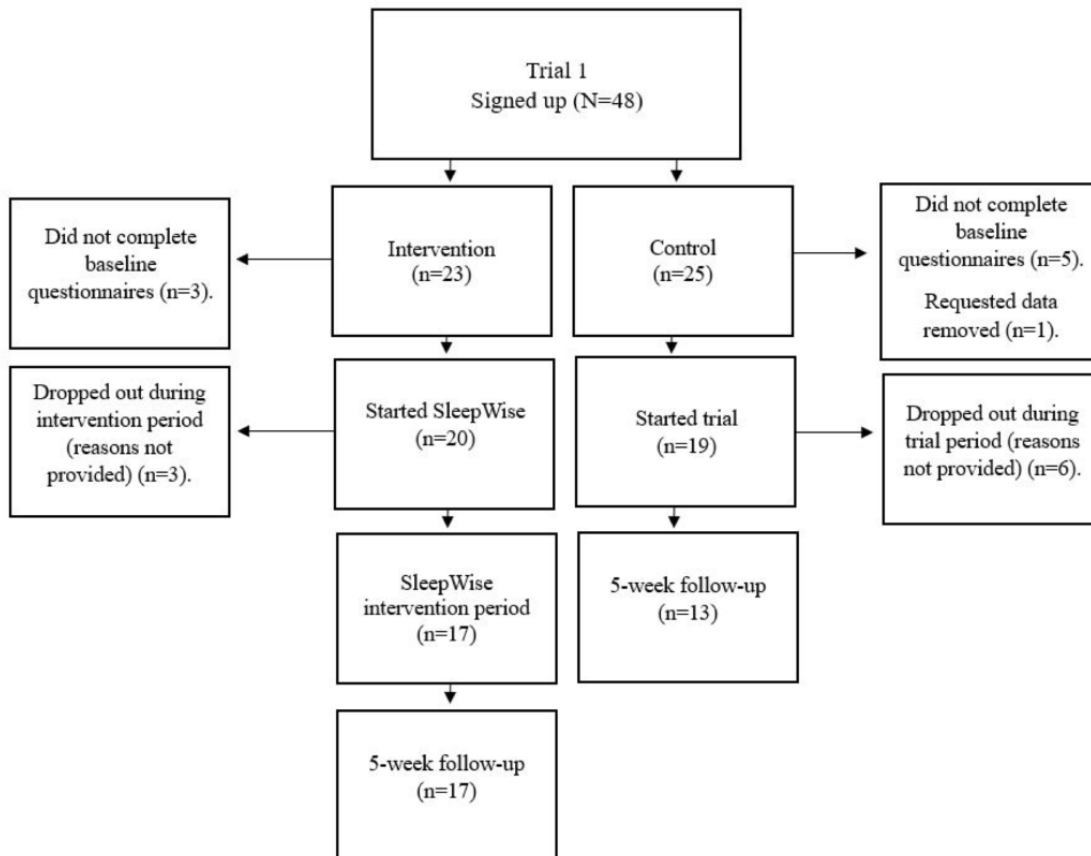 Trial 1
Signed up (N=48)
Did not complete
baseline
questionnaires (n=3).
Intervention
(n=23)
Control
(n=25)
Did not complete
baseline
questionnaires (n=5).
Requested data
removed (n=1).
Dropped out during
intervention period
(reasons not
provided) (n=3).
Started SleepWise
(n=20)
Started trial
(n=19)
Dropped out during
trial period (reasons
not provided) (n=6).
SleepWise
intervention period
(n=17)
5-week follow-up
(n=13)
5-week follow-up
(n=17)